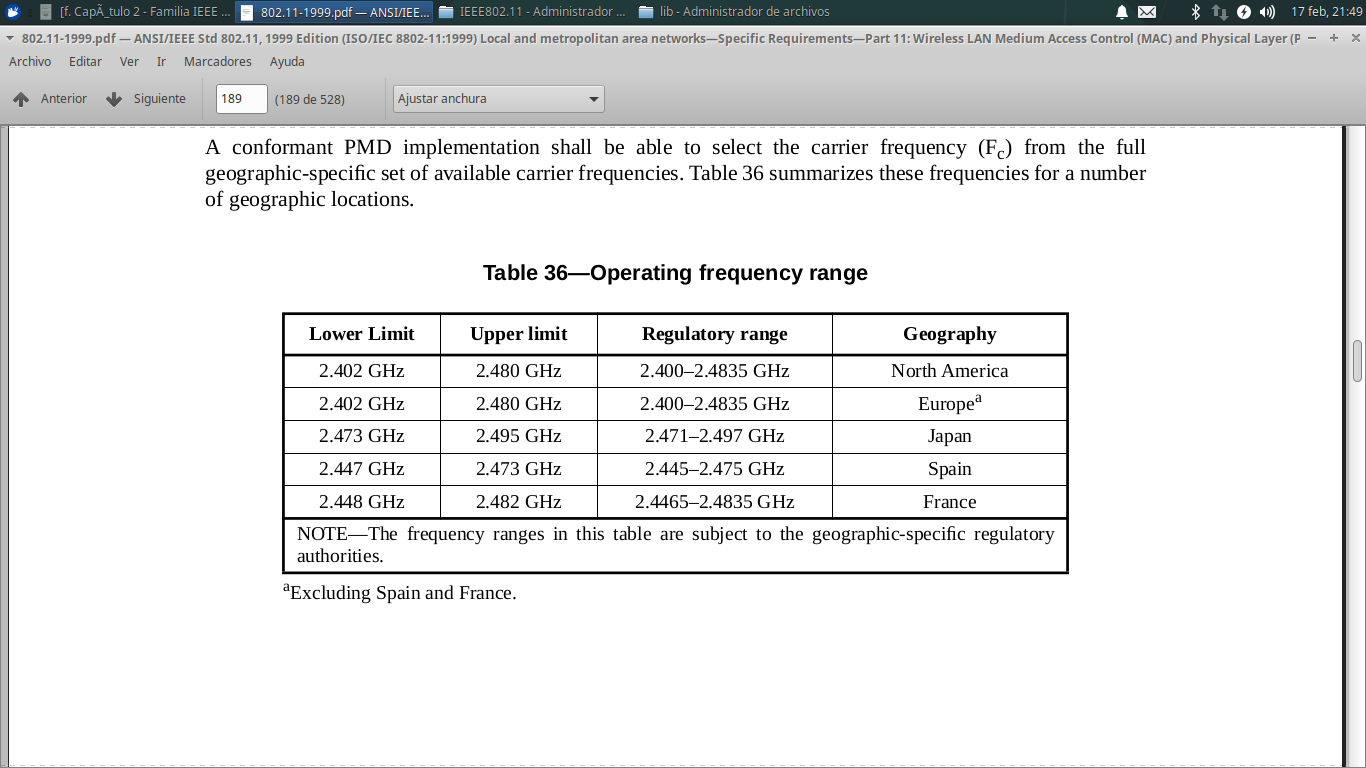 [f. CapÃ_tulo 2 - Familia IEEE ... 802.11-1999.pdf — ANSI/IEE... IEEE802.11 - Administrador ... lib - Administrador de archivos 17 feb, 21:49
802.11-1999.pdf — ANSI/IEEE Std 802.11, 1999 Edition (ISO/IEC 8802-11:1999) Local and metropolitan area networks—Specific Requirements—Part 11: Wireless LAN Medium Access Control (MAC) and Physical Layer (P
Archivo Editar Ver Ir Marcadores Ayuda
Anterior Siguiente 189 (189 de 528) Ajustar anchura
A conformant PMD implementation shall be able to select the carrier frequency (Fc) from the full
geographic-specific set of available carrier frequencies. Table 36 summarizes these frequencies for a number
of geographic locations.
Table 36—Operating frequency range
Lower Limit Upper limit Regulatory range Geography
2.402 GHz 2.480 GHz 2.400–2.4835 GHz North America
2.402 GHz 2.480 GHz 2.400–2.4835 GHz Europea
2.473 GHz 2.495 GHz 2.471–2.497 GHz Japan
2.447 GHz 2.473 GHz 2.445–2.475 GHz Spain
2.448 GHz 2.482 GHz 2.4465–2.4835 GHz France
NOTE—The frequency ranges in this table are subject to the geographic-specific regulatory
authorities.
aExcluding Spain and France.